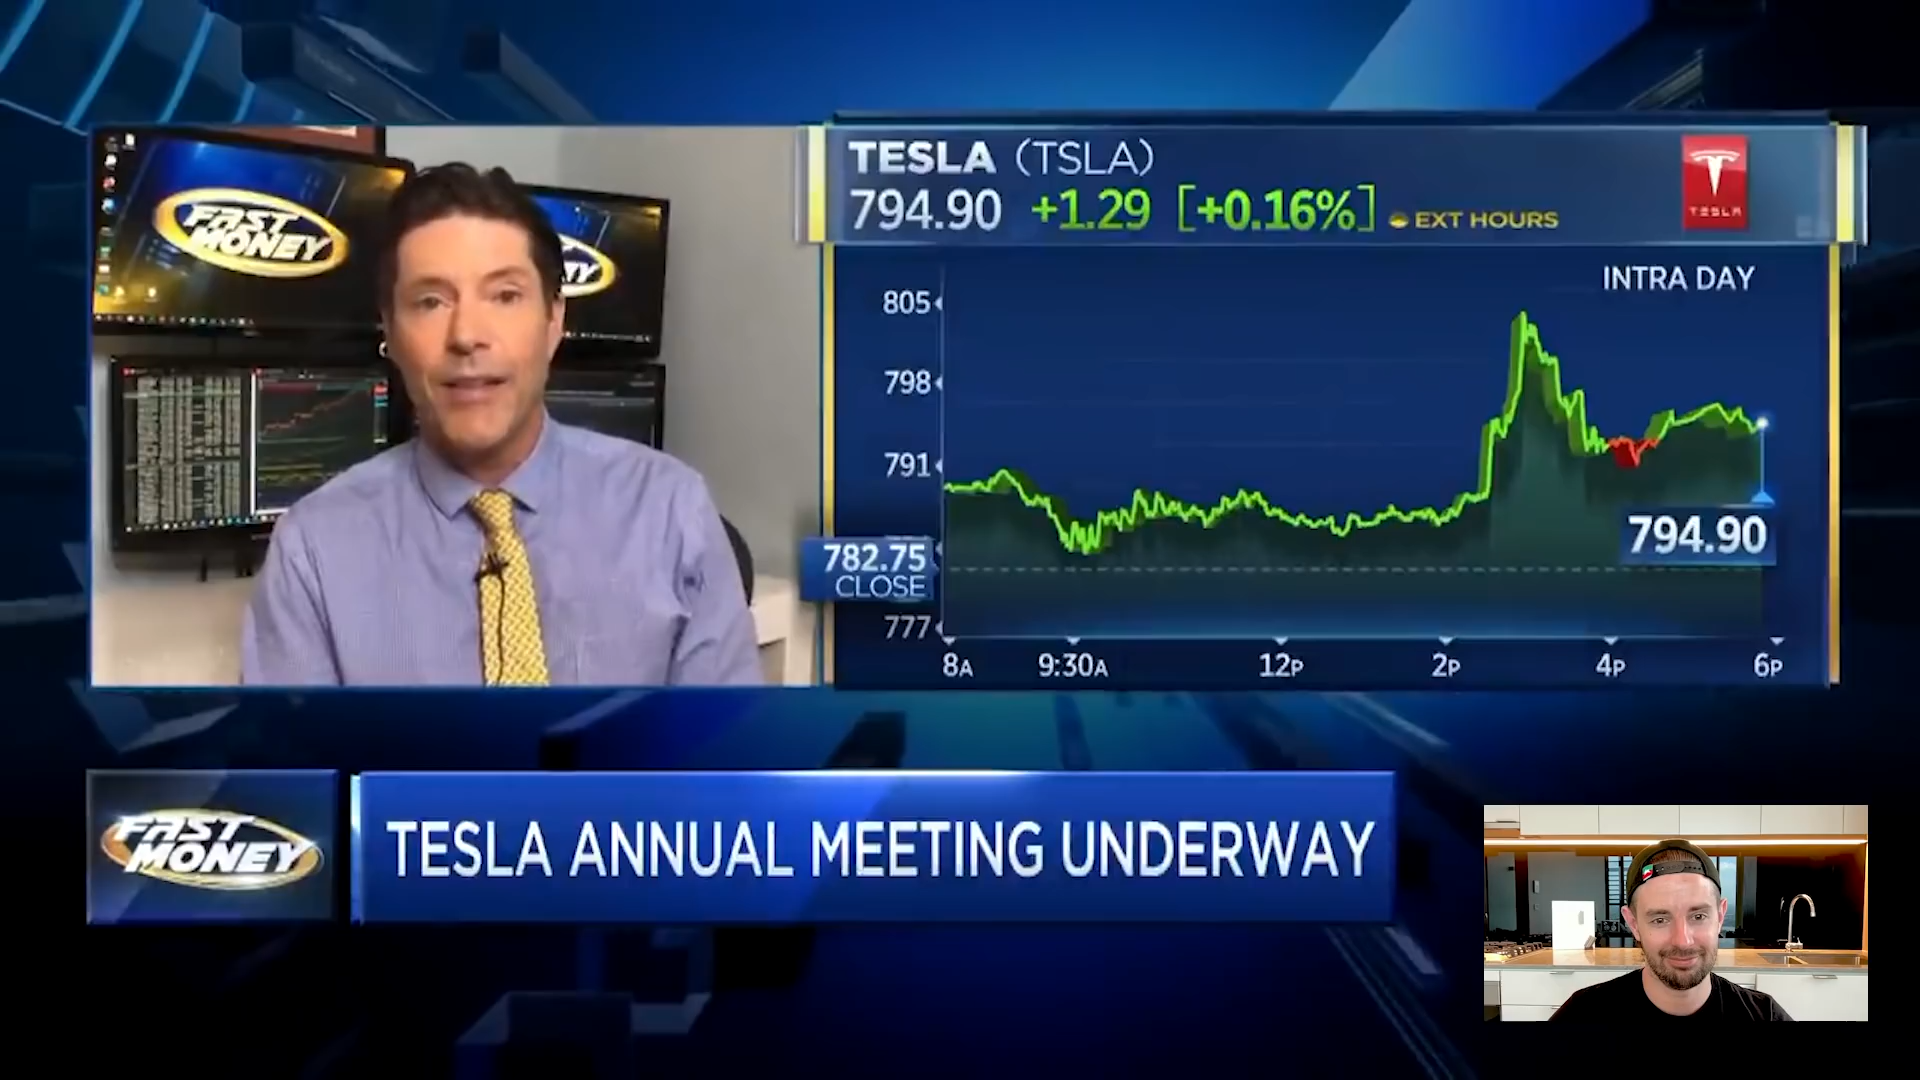 FAST
MONEY
TESLA (TSLA)
794.90 +1.29 [+0.16%] EXT HOURS
TESLA
INTRA DAY
805
798
791
782.75
CLOSE
777
794.90
8A 9:30A 12P 2P 4P 6P
FAST
MONEY
TESLA ANNUAL MEETING UNDERWAY